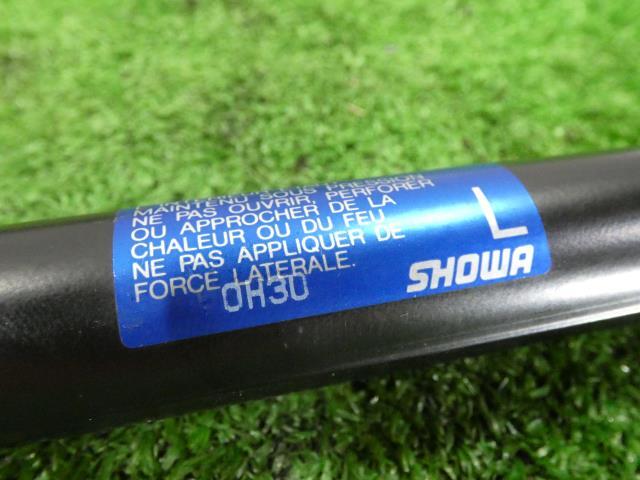 MAINTENU SOUS PRESSION
NE PAS OUVRIR, PERFORER
OU APPROCHER DE LA
CHALEUR OU DU FEU
NE PAS APPLIQUER DE
FORCE LATERALE.
0H30
L
SHOWA